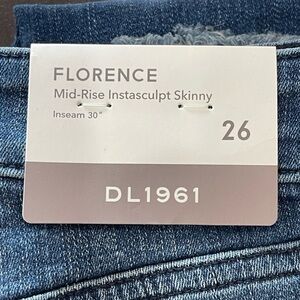 FLORENCE
Mid-Rise Instasculpt Skinny
Inseam 30"
26
DL1961